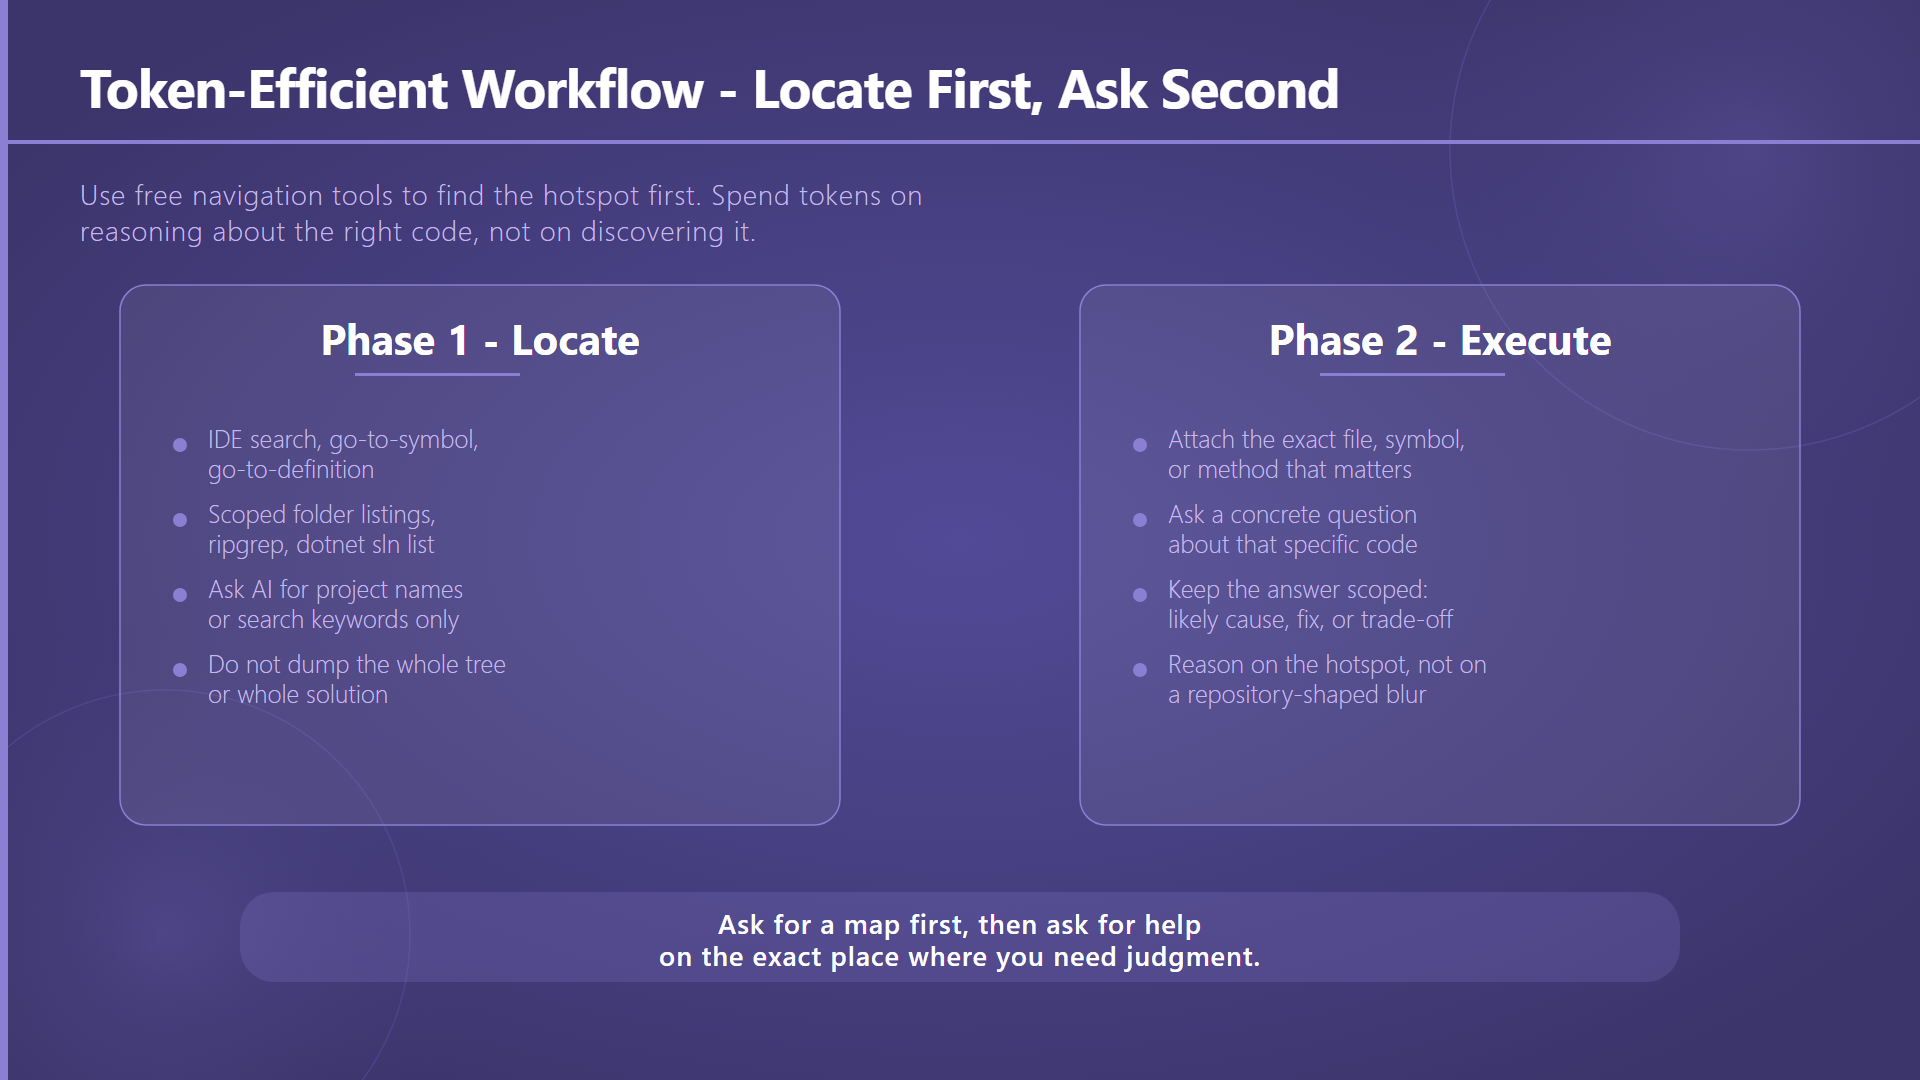 Token-Efficient Workflow - Locate First, Ask Second
Use free navigation tools to find the hotspot first. Spend tokens on
reasoning about the right code, not on discovering it.
Phase 1 - Locate
IDE search, go-to-symbol,
go-to-definition
Scoped folder listings,
ripgrep, dotnet sln list
Ask AI for project names
or search keywords only
Do not dump the whole tree
or whole solution
Phase 2 - Execute
Attach the exact file, symbol,
or method that matters
Ask a concrete question
about that specific code
Keep the answer scoped:
likely cause, fix, or trade-off
Reason on the hotspot, not on
a repository-shaped blur
Ask for a map first, then ask for help
on the exact place where you need judgment.